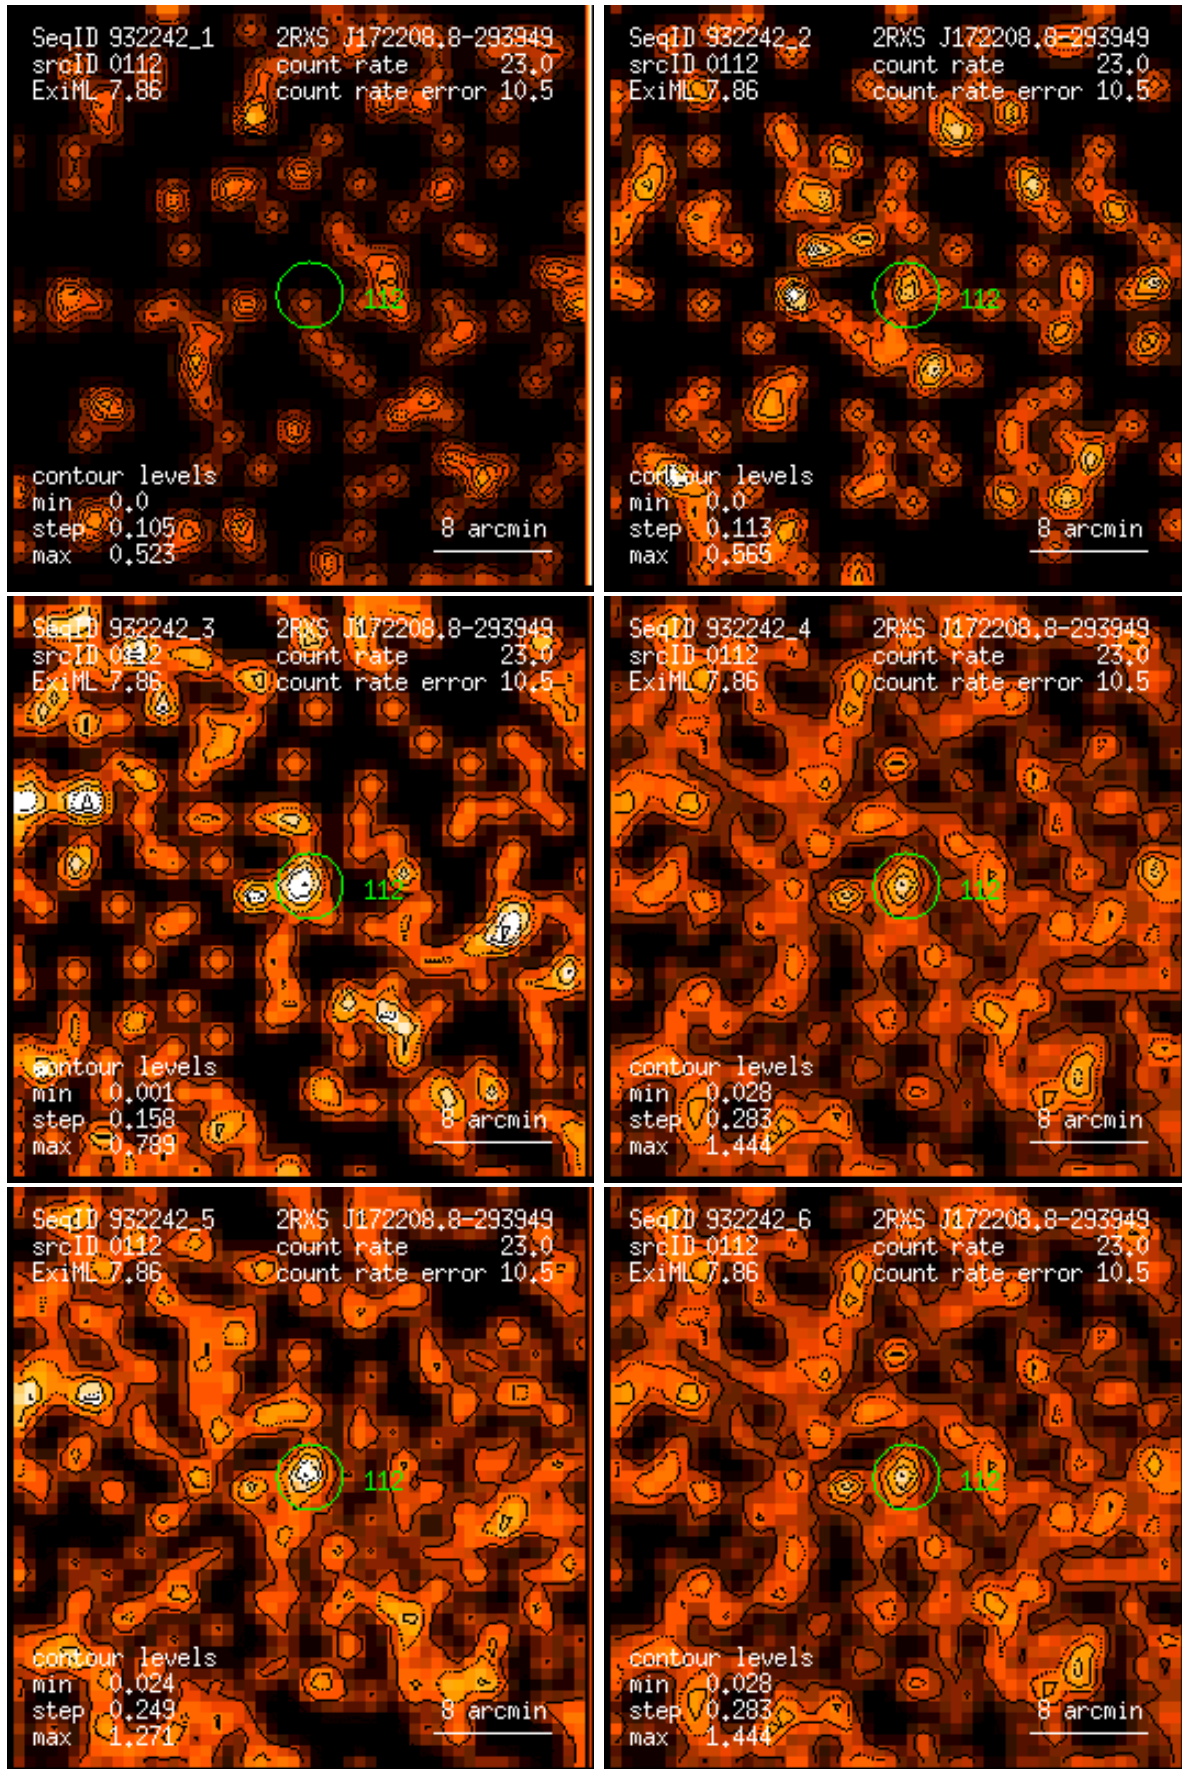 SeqID 932242_1 2RXS J172208.8-293949
srcID 0112 count rate 23.0
ExiML 7.86 count rate error 10.5
112
contour levels
min 0.0
step 0.105
max 0.523
8 arcmin
SeqID 932242_2 2RXS J172208.8-293949
srcID 0112 count rate 23.0
ExiML 7.86 count rate error 10.5
112
contour levels
min 0.0
step 0.113
max 0.565
8 arcmin
SeqID 932242_3 2RXS J172208.8-293949
srcID 0112 count rate 23.0
ExiML 7.86 count rate error 10.5
112
contour levels
min 0.001
step 0.158
max 0.789
8 arcmin
SeqID 932242_4 2RXS J172208.8-293949
srcID 0112 count rate 23.0
ExiML 7.86 count rate error 10.5
112
contour levels
min 0.028
step 0.283
max 1.444
8 arcmin
SeqID 932242_5 2RXS J172208.8-293949
srcID 0112 count rate 23.0
ExiML 7.86 count rate error 10.5
112
contour levels
min 0.024
step 0.249
max 1.271
8 arcmin
SeqID 932242_6 2RXS J172208.8-293949
srcID 0112 count rate 23.0
ExiML 7.86 count rate error 10.5
112
contour levels
min 0.028
step 0.283
max 1.444
8 arcmin